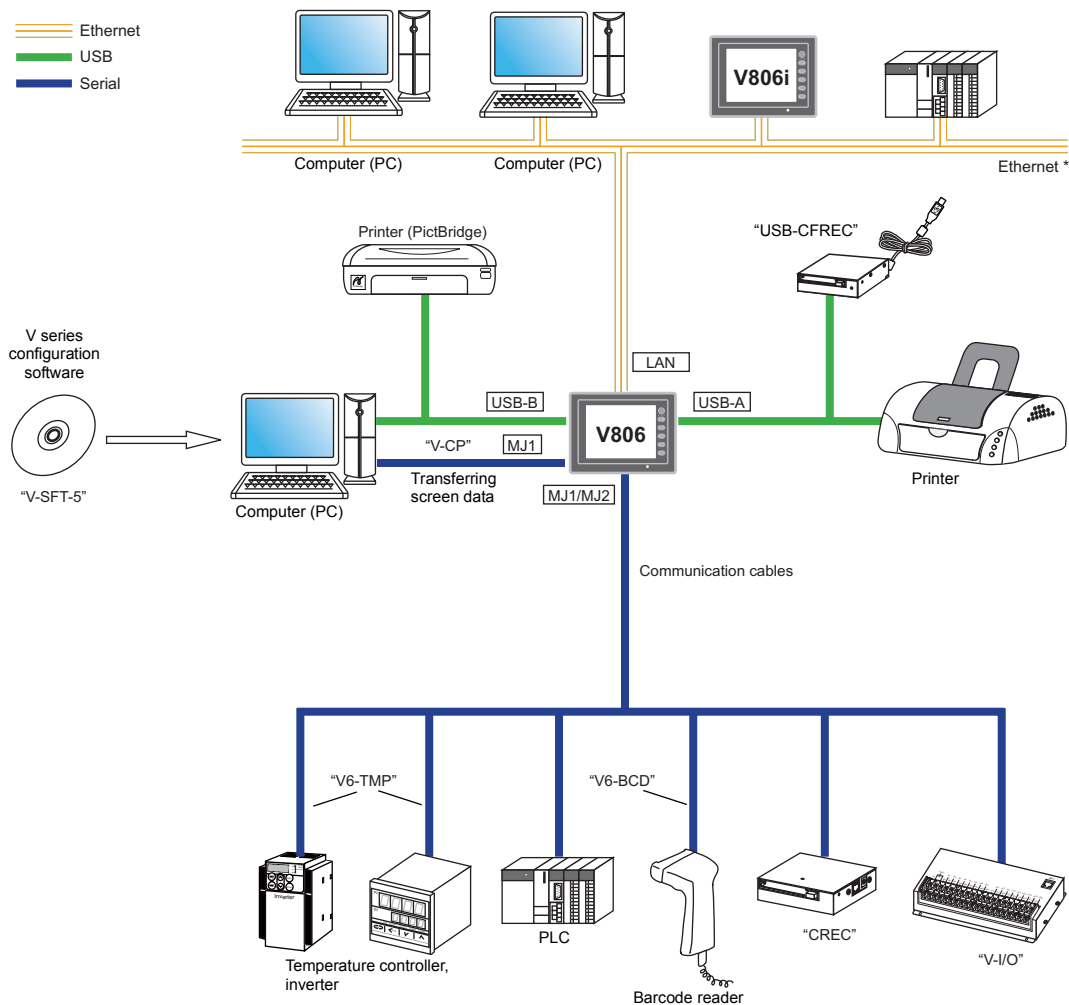 Ethernet
USB
Serial
V806i
Computer (PC)
Computer (PC)
Ethernet *
Printer (PictBridge)
“USB-CFREC”
V series
configuration
software
LAN
USB-B
USB-A
“V-CP”
MJ1
V806
“V-SFT-5”
Transferring
screen data
MJ1/MJ2
Computer (PC)
Printer
Communication cables
“V6-TMP”
“V6-BCD”
Inverter
PLC
“CREC”
“V-I/O”
Temperature controller,
inverter
Barcode reader